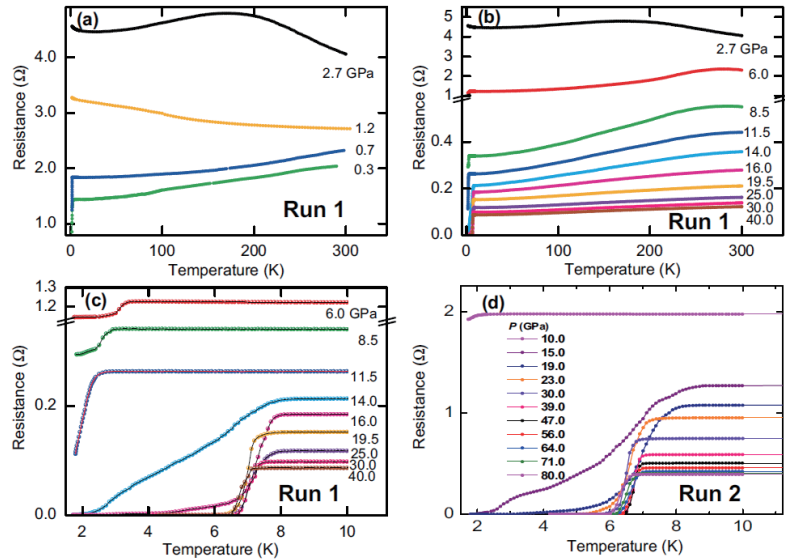 (a)
Resistance (Ω)
4.0
3.0
2.0
1.0
2.7 GPa
1.2
0.7
0.3
Run 1
0 100 200 300
Temperature (K)
(b)
Resistance (Ω)
5
4
3
2
1
0.4
0.2
0.0
2.7
6.0
8.5
11.5
14.0
16.0
19.5
25.0
30.0
40.0
Run 1
0 100 200 300
Temperature (K)
(c)
Resistance (Ω)
1.3
1.2
0.2
0.0
6.0 GPa
8.5
11.5
14.0
16.0
19.5
25.0
30.0
40.0
Run 1
2 4 6 8 10
Temperature (K)
(d)
Resistance (Ω)
2
1
0
P (GPa)
10.0
15.0
19.0
23.0
30.0
39.0
47.0
56.0
64.0
71.0
80.0
Run 2
2 4 6 8 10
Temperature (K)